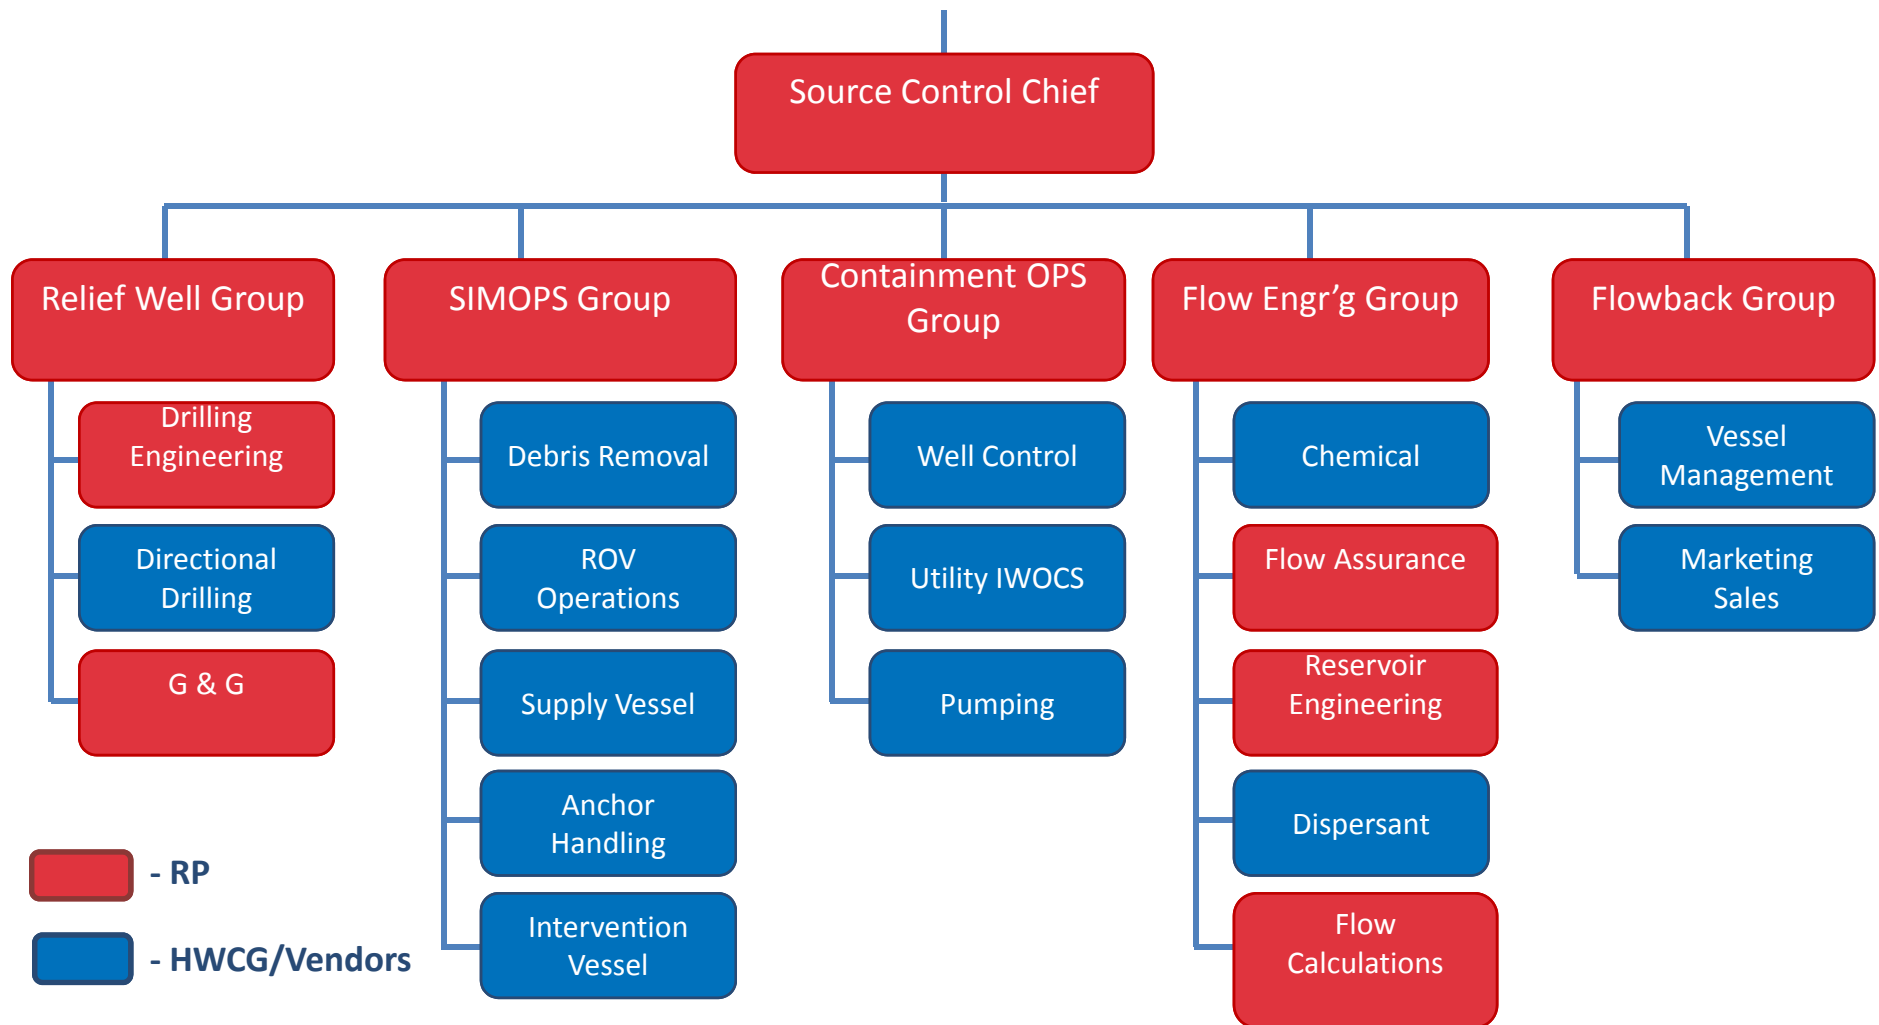 Source Control Chief
Relief Well Group
SIMOPS Group
Containment OPS
Group
Flow Engr’g Group
Flowback Group
Drilling
Engineering
Directional
Drilling
G & G
Debris Removal
ROV
Operations
Supply Vessel
Anchor
Handling
Intervention
Vessel
Well Control
Utility IWOCS
Pumping
Chemical
Flow Assurance
Reservoir
Engineering
Dispersant
Flow
Calculations
Vessel
Management
Marketing
Sales
- RP
- HWCG/Vendors